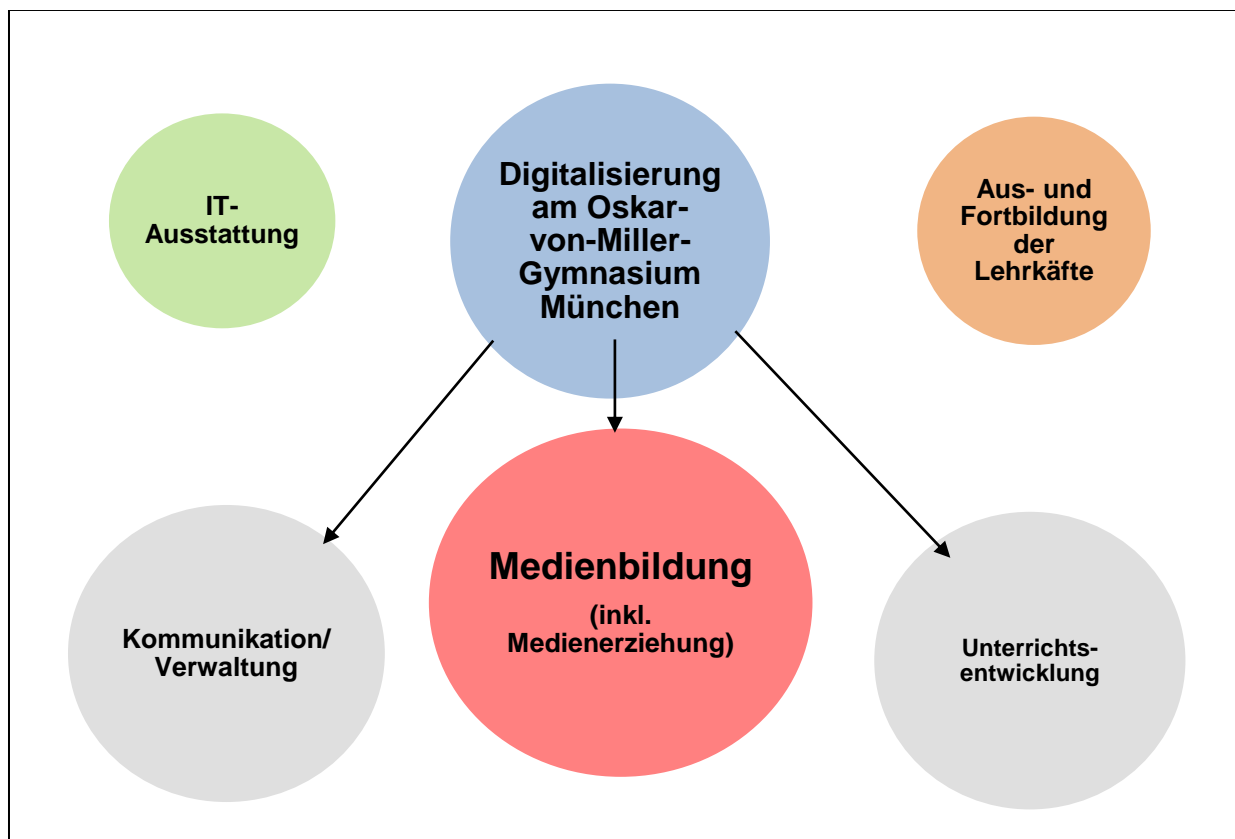 IT-
Ausstattung
Digitalisierung
am Oskar-
von-Miller-
Gymnasium
München
Aus- und
Fortbildung
der
Lehrkäfte
Kommunikation/
Verwaltung
Medienbildung
(inkl.
Medienerziehung)
Unterrichts-
entwicklung